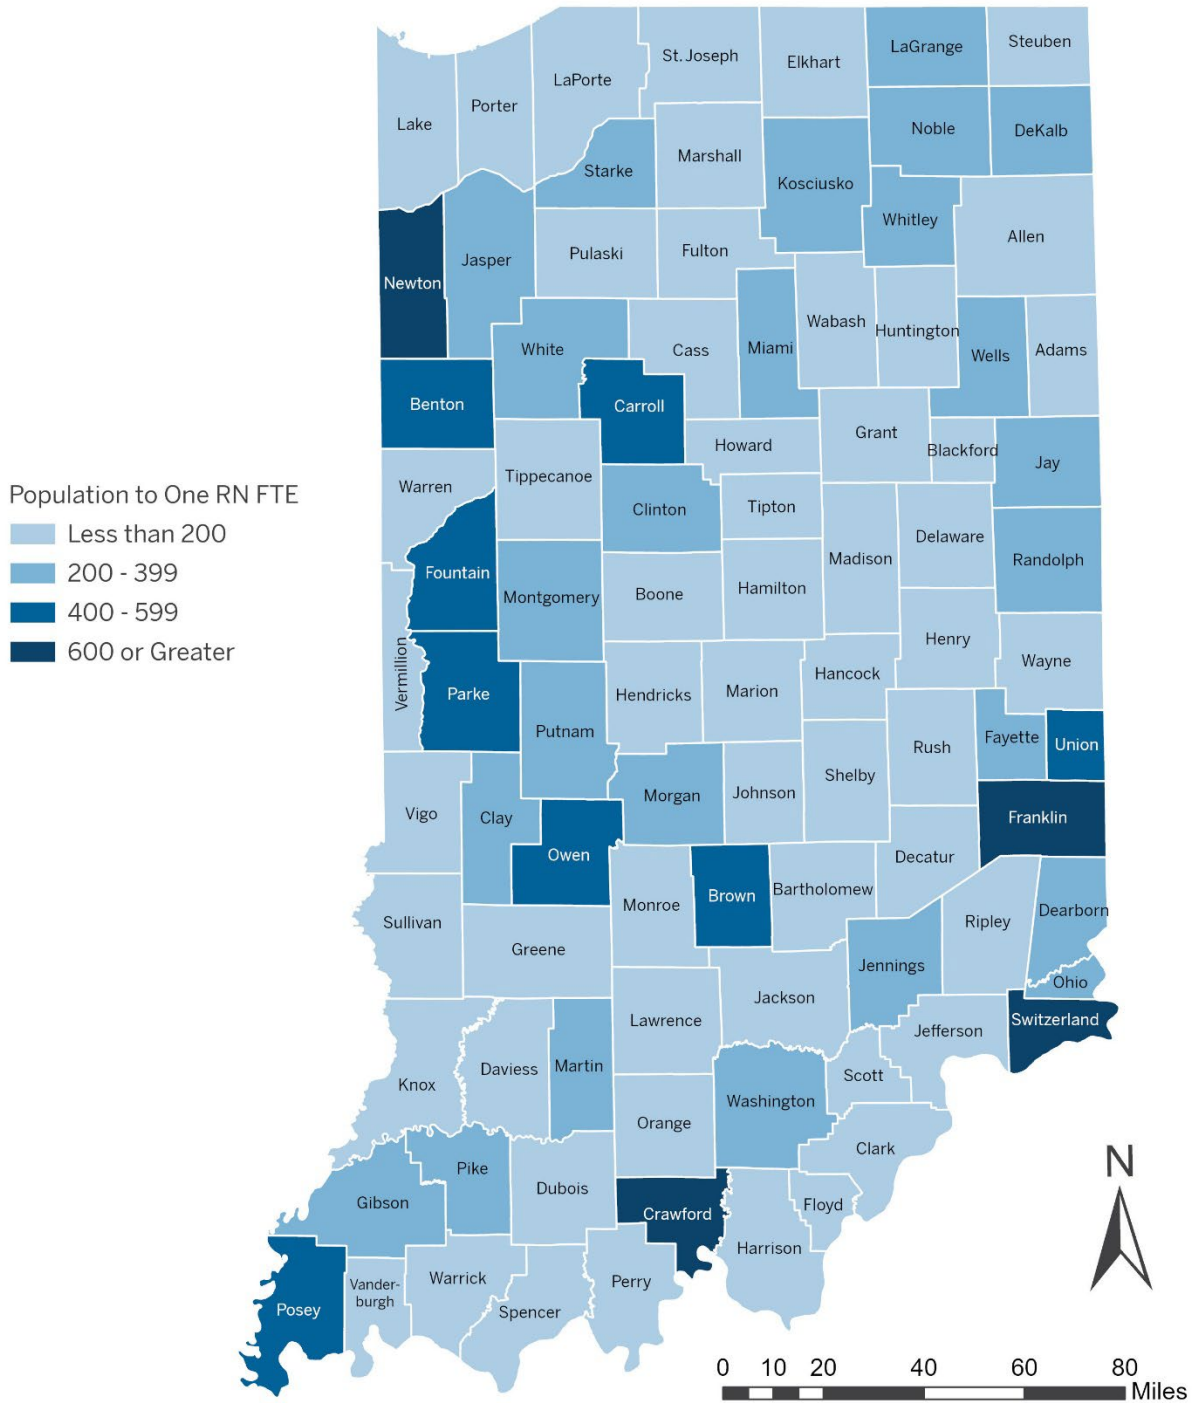 LaGrange
Steuben
St. Joseph
Elkhart
LaPorte
Porter
Lake
Noble
DeKalb
Marshall
Starke
Kosciusko
Whitley
Allen
Pulaski
Fulton
Jasper
Newton
Wabash
Huntington
White
Cass
Miami
Wells
Adams
Benton
Carroll
Grant
Howard
Blackford
Jay
Tippecanoe
Warren
Population to One RN FTE
Less than 200
200 - 399
400 - 599
600 or Greater
Clinton
Tipton
Madison
Delaware
Randolph
Fountain
Montgomery
Boone
Hamilton
Henry
Wayne
Vermillion
Parke
Hendricks
Marion
Hancock
Putnam
Rush
Fayette
Union
Morgan
Johnson
Shelby
Vigo
Clay
Franklin
Owen
Decatur
Monroe
Brown
Bartholomew
Sullivan
Greene
Ripley
Dearborn
Jennings
Ohio
Jackson
Lawrence
Jefferson
Switzerland
Knox
Daviess
Martin
Scott
Washington
Orange
Clark
Pike
Dubois
Gibson
Crawford
Floyd
Harrison
Posey
Vander-
burgh
Warrick
Spencer
Perry
N
0 10 20 40 60 80
Miles